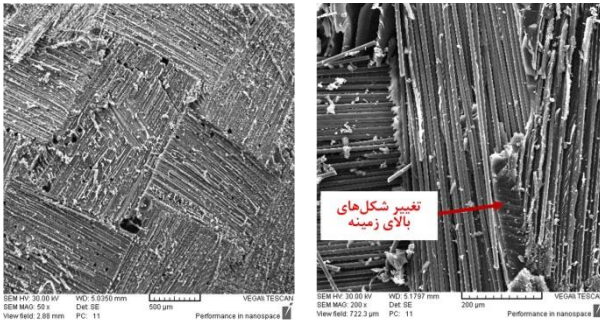 SEM HV: 30.00 kV WD: 5.0350 mm VEGA\\ TESCAN
SEM MAG: 50 x Det: SE 500 µm
View field: 2.88 mm PC: 11 Performance in nanospace
تغییر شکل‌های
بالای زمینه
SEM HV: 30.00 kV WD: 5.1797 mm VEGA\\ TESCAN
SEM MAG: 200 x Det: SE 200 µm
View field: 722.3 µm PC: 11 Performance in nanospace